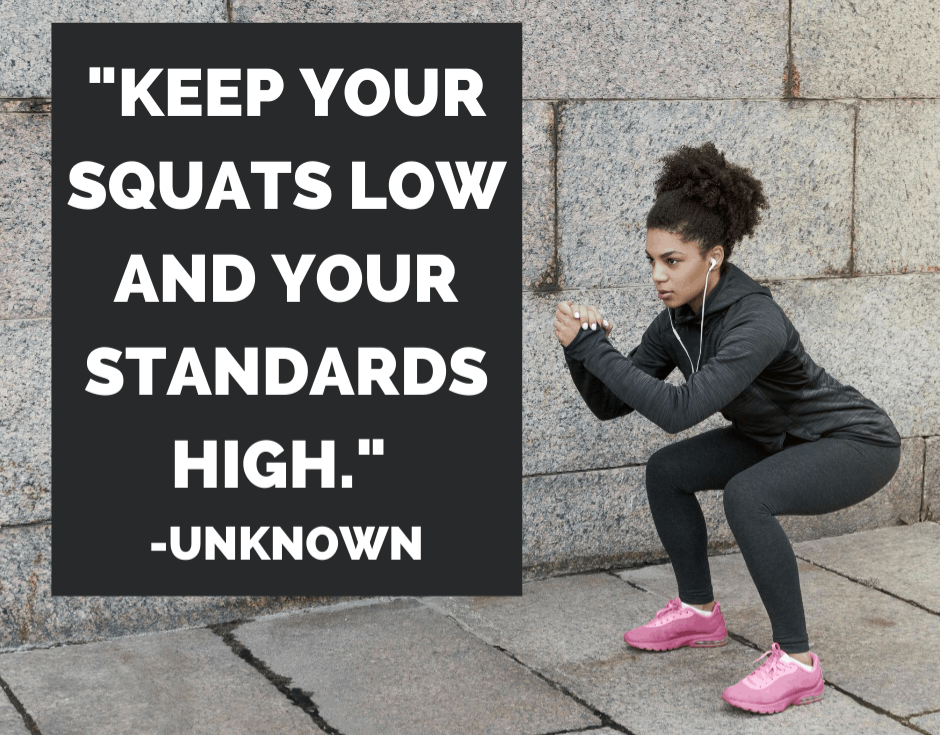 "KEEP YOUR
SQUATS LOW
AND YOUR
STANDARDS
HIGH."
-UNKNOWN